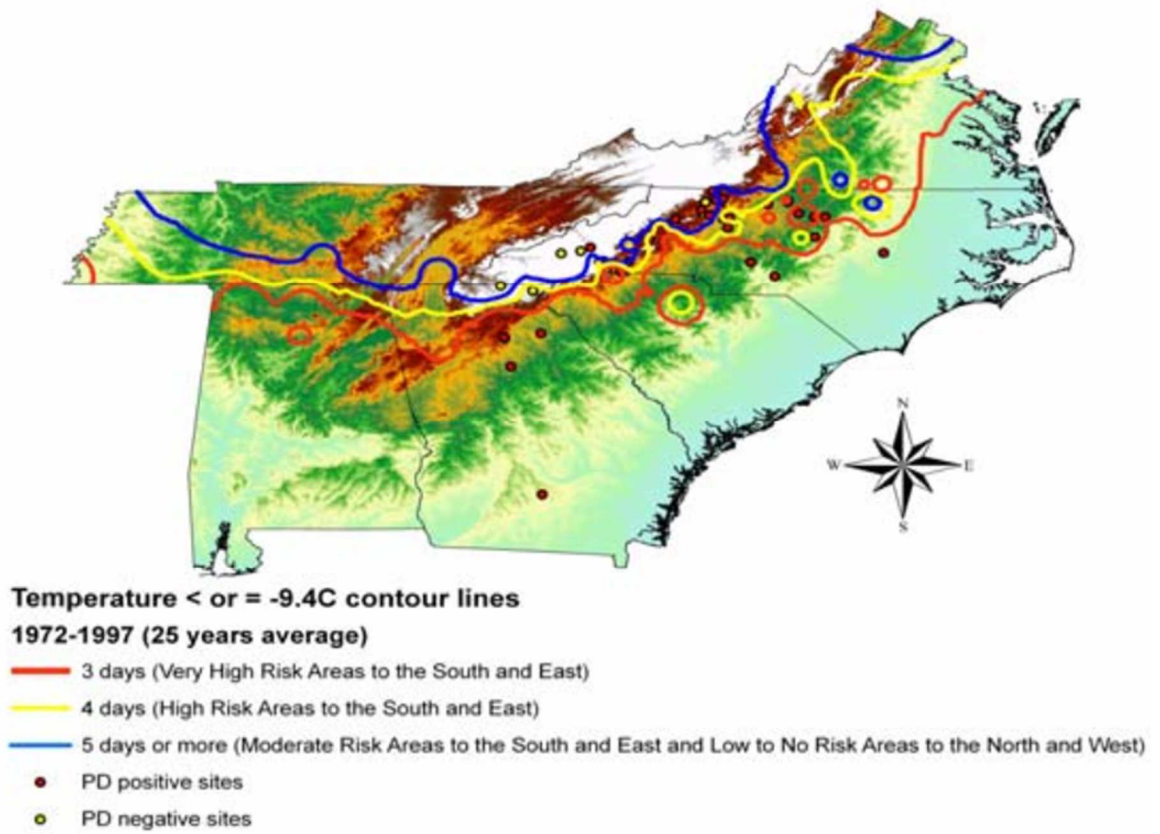 N
W E
S
Temperature < or = -9.4C contour lines
1972-1997 (25 years average)
3 days (Very High Risk Areas to the South and East)
4 days (High Risk Areas to the South and East)
5 days or more (Moderate Risk Areas to the South and East and Low to No Risk Areas to the North and West)
PD positive sites
PD negative sites